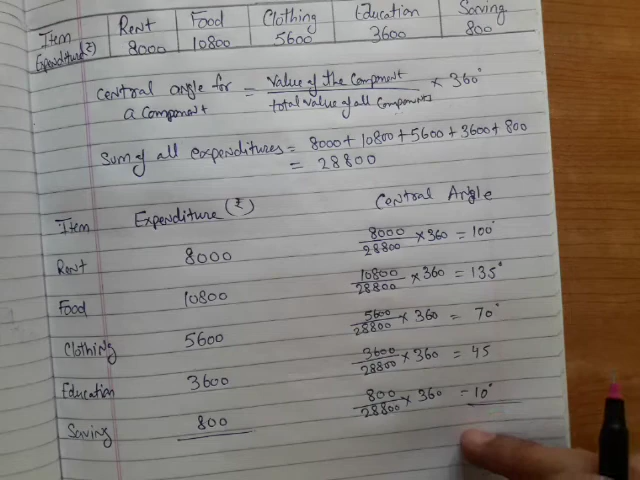 Item Rent Food Clothing Education Saving
Expenditure(₹) 8000 10800 5600 3600 800
Central angle for a component = Value of the Component / total value of all Components × 360°
Sum of all expenditures = 8000 + 10800 + 5600 + 3600 + 800
= 28800
Item Expenditure (₹) Central Angle
Rent 8000 8000/28800 × 360 = 100°
Food 10800 10800/28800 × 360 = 135°
Clothing 5600 5600/28800 × 360 = 70°
Education 3600 3600/28800 × 360 = 45
Saving 800 800/28800 × 360 = 10°